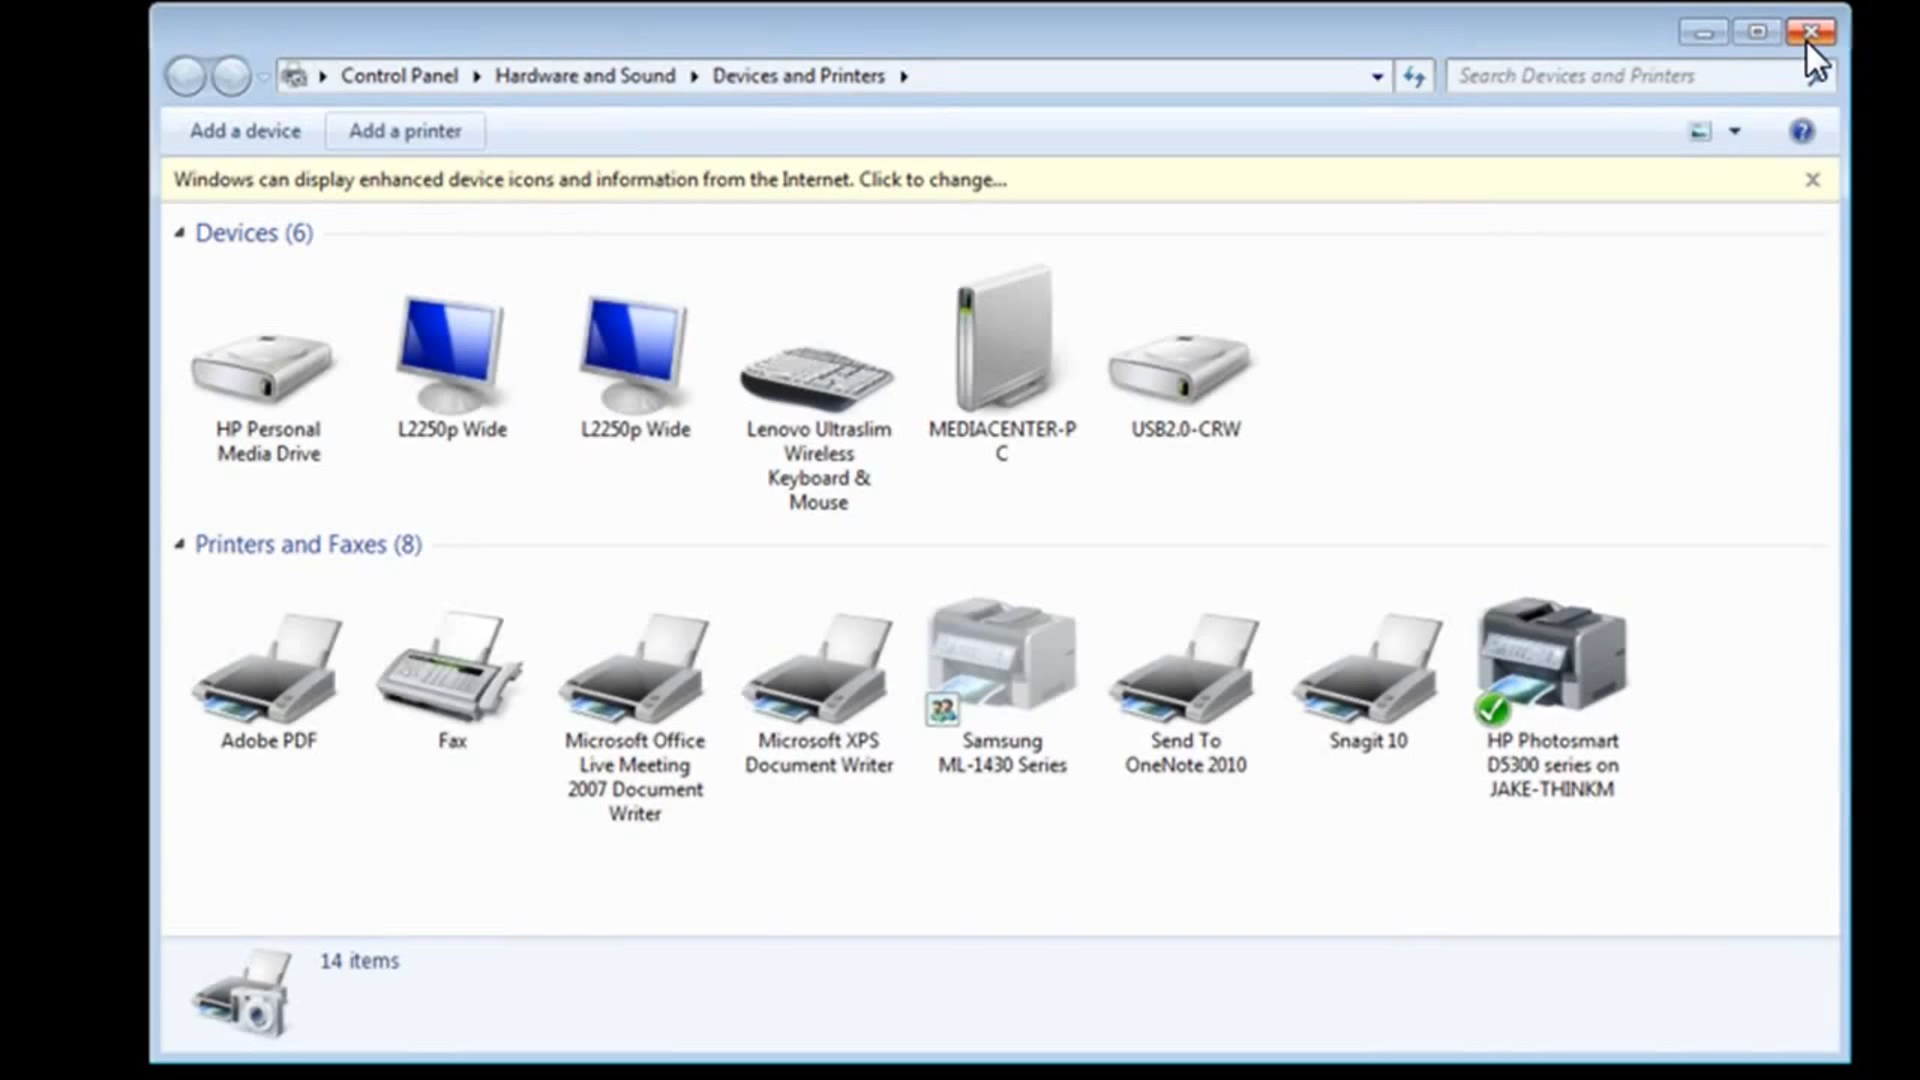 Control Panel Hardware and Sound Devices and Printers Search Devices and Printers
Add a device Add a printer
Windows can display enhanced device icons and information from the Internet. Click to change...
Devices (6)
HP Personal
Media Drive
L2250p Wide
L2250p Wide
Lenovo Ultraslim
Wireless
Keyboard &
Mouse
MEDIACENTER-P
C
USB2.0-CRW
Printers and Faxes (8)
Adobe PDF
Fax
Microsoft Office
Live Meeting
2007 Document
Writer
Microsoft XPS
Document Writer
Samsung
ML-1430 Series
Send To
OneNote 2010
Snagit 10
HP Photosmart
D5300 series on
JAKE-THINKM
14 items